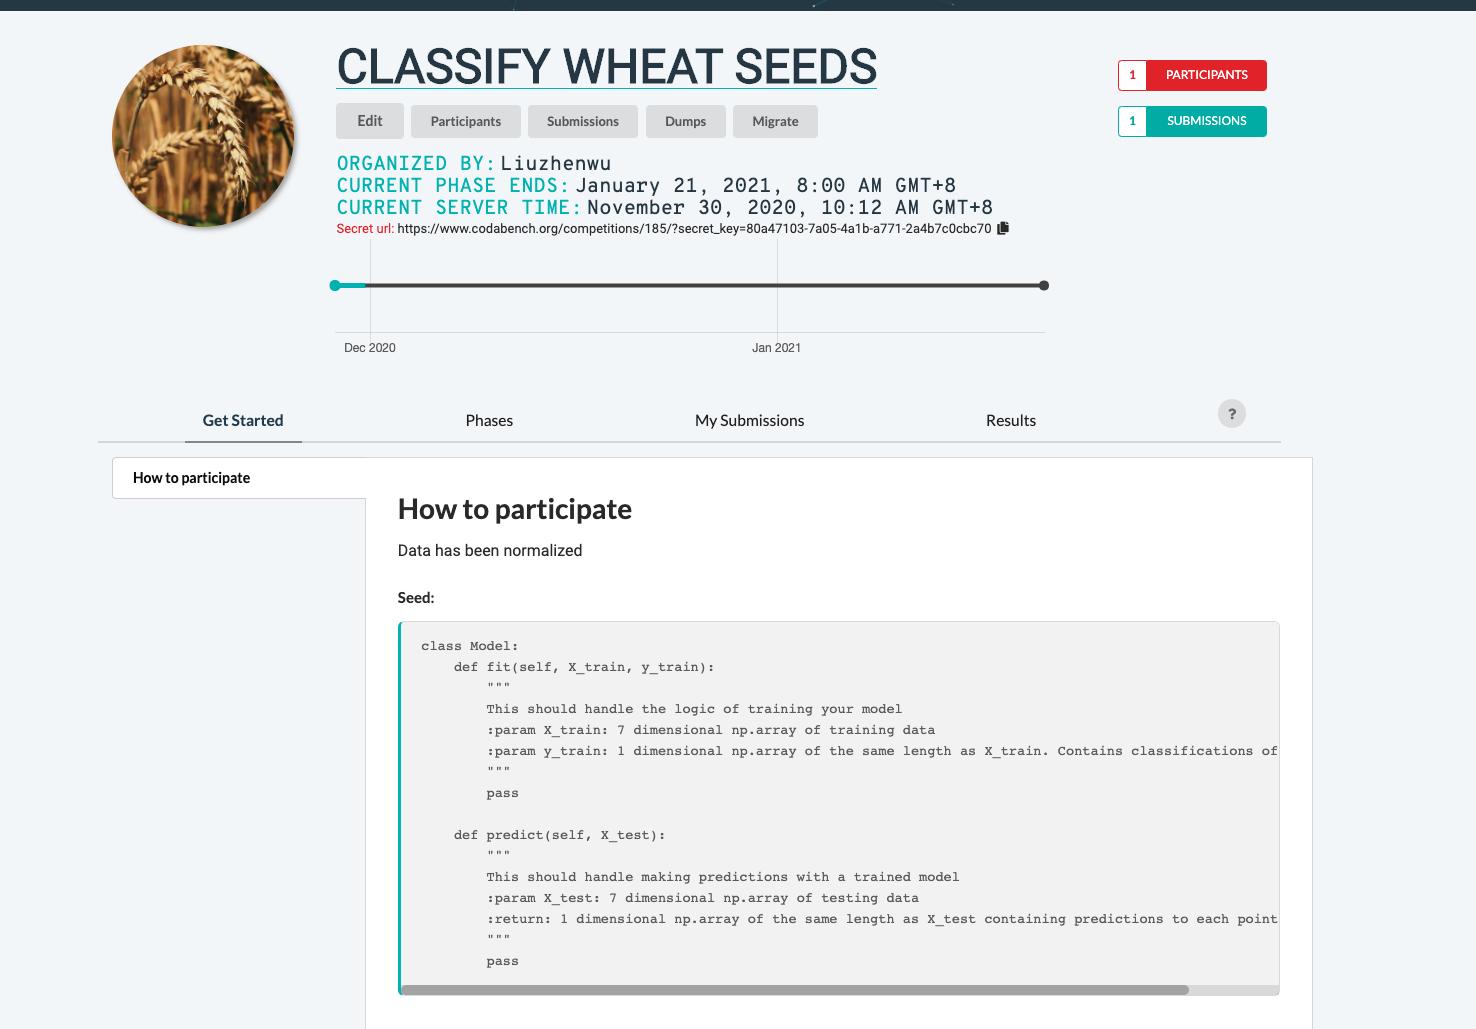 CLASSIFY WHEAT SEEDS
1 PARTICIPANTS
1 SUBMISSIONS
Edit Participants Submissions Dumps Migrate
ORGANIZED BY: Liuzhenwu
CURRENT PHASE ENDS: January 21, 2021, 8:00 AM GMT+8
CURRENT SERVER TIME: November 30, 2020, 10:12 AM GMT+8
Secret url: https://www.codabench.org/competitions/185/?secret_key=80a47103-7a05-4a1b-a771-2a4b7c0cbc70
Dec 2020 Jan 2021
Get Started Phases My Submissions Results ?
How to participate
How to participate
Data has been normalized
Seed:
class Model:
    def fit(self, X_train, y_train):
        """
        This should handle the logic of training your model
        :param X_train: 7 dimensional np.array of training data
        :param y_train: 1 dimensional np.array of the same length as X_train. Contains classifications of
        """
        pass
    def predict(self, X_test):
        """
        This should handle making predictions with a trained model
        :param X_test: 7 dimensional np.array of testing data
        :return: 1 dimensional np.array of the same length as X_test containing predictions to each point
        """
        pass